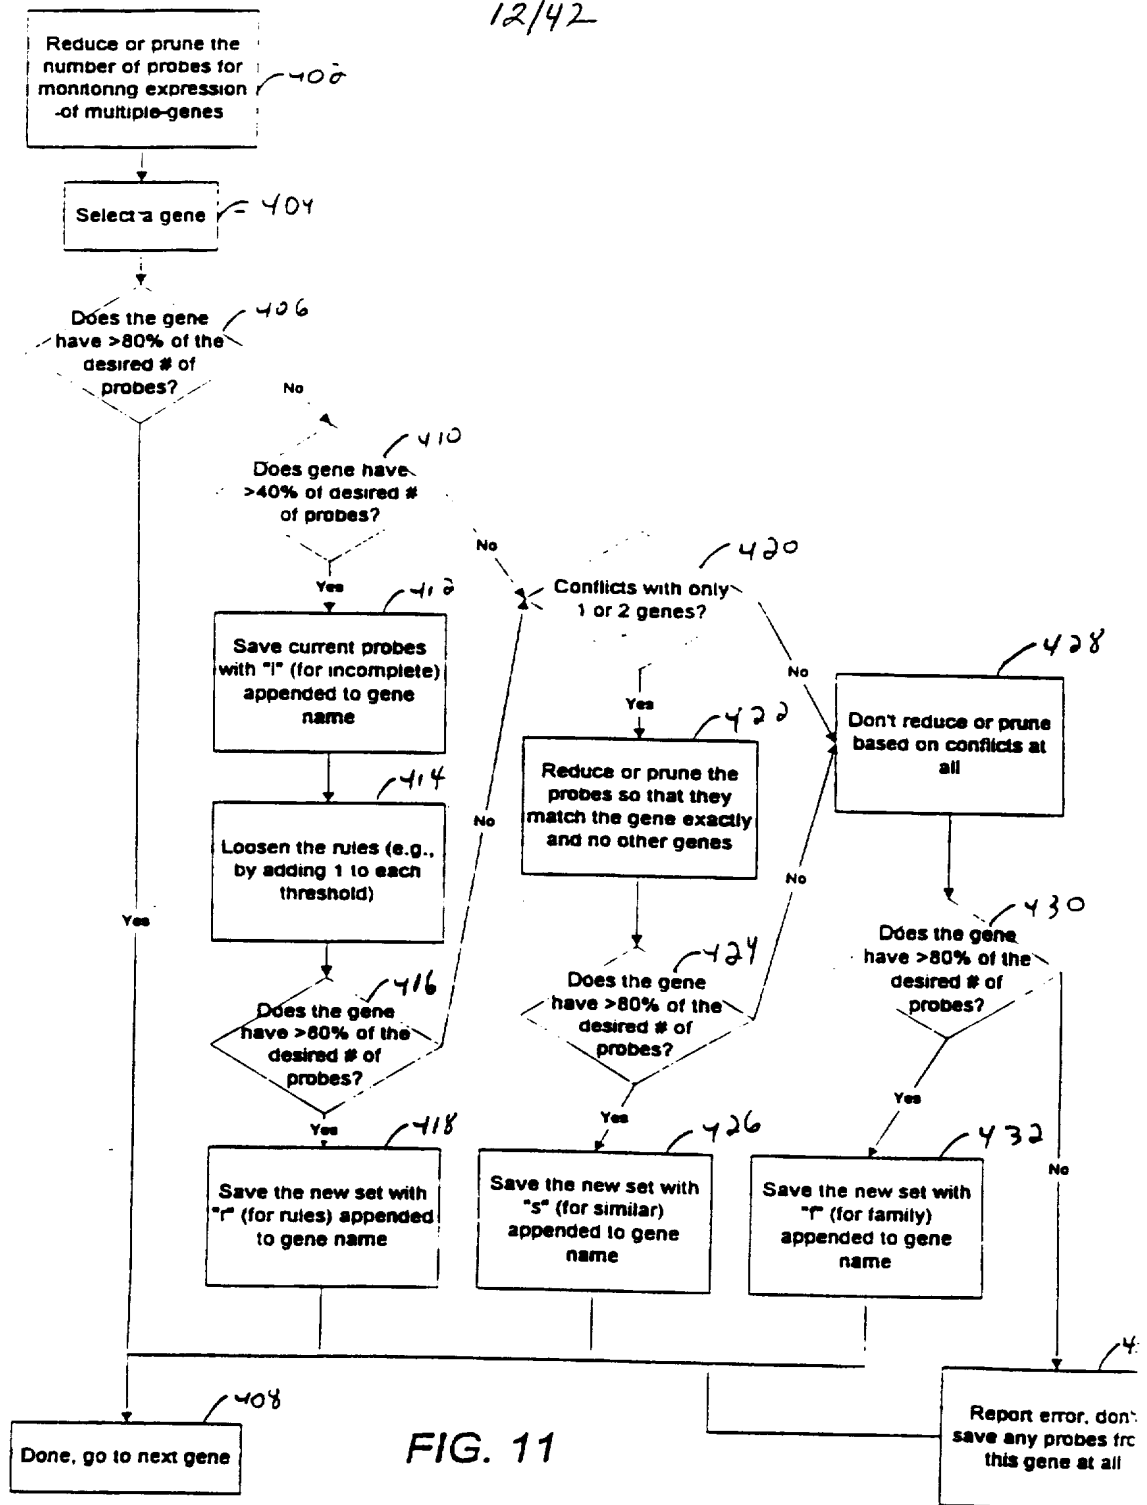 12/42
Reduce or prune the
number of probes for
monitoring expression
of multiple-genes
402
Select a gene
404
Does the gene
have >80% of the
desired # of
probes?
406
No
Does gene have
>40% of desired #
of probes?
410
No
Yes
Conflicts with only
1 or 2 genes?
420
No
Yes
Save current probes
with "I" (for incomplete)
appended to gene
name
412
Reduce or prune the
probes so that they
match the gene exactly
and no other genes
422
Don't reduce or prune
based on conflicts at
all
428
Loosen the rules (e.g.,
by adding 1 to each
threshold)
414
No
No
Yes
Does the gene
have >80% of the
desired # of
probes?
416
Does the gene
have >80% of the
desired # of
probes?
424
Does the gene
have >80% of the
desired # of
probes?
430
Yes
Yes
Yes
No
Save the new set with
"r" (for rules) appended
to gene name
418
Save the new set with
"s" (for similar)
appended to gene
name
426
Save the new set with
"f" (for family)
appended to gene
name
432
Done, go to next gene
408
FIG. 11
Report error, don't
save any probes
this gene at all